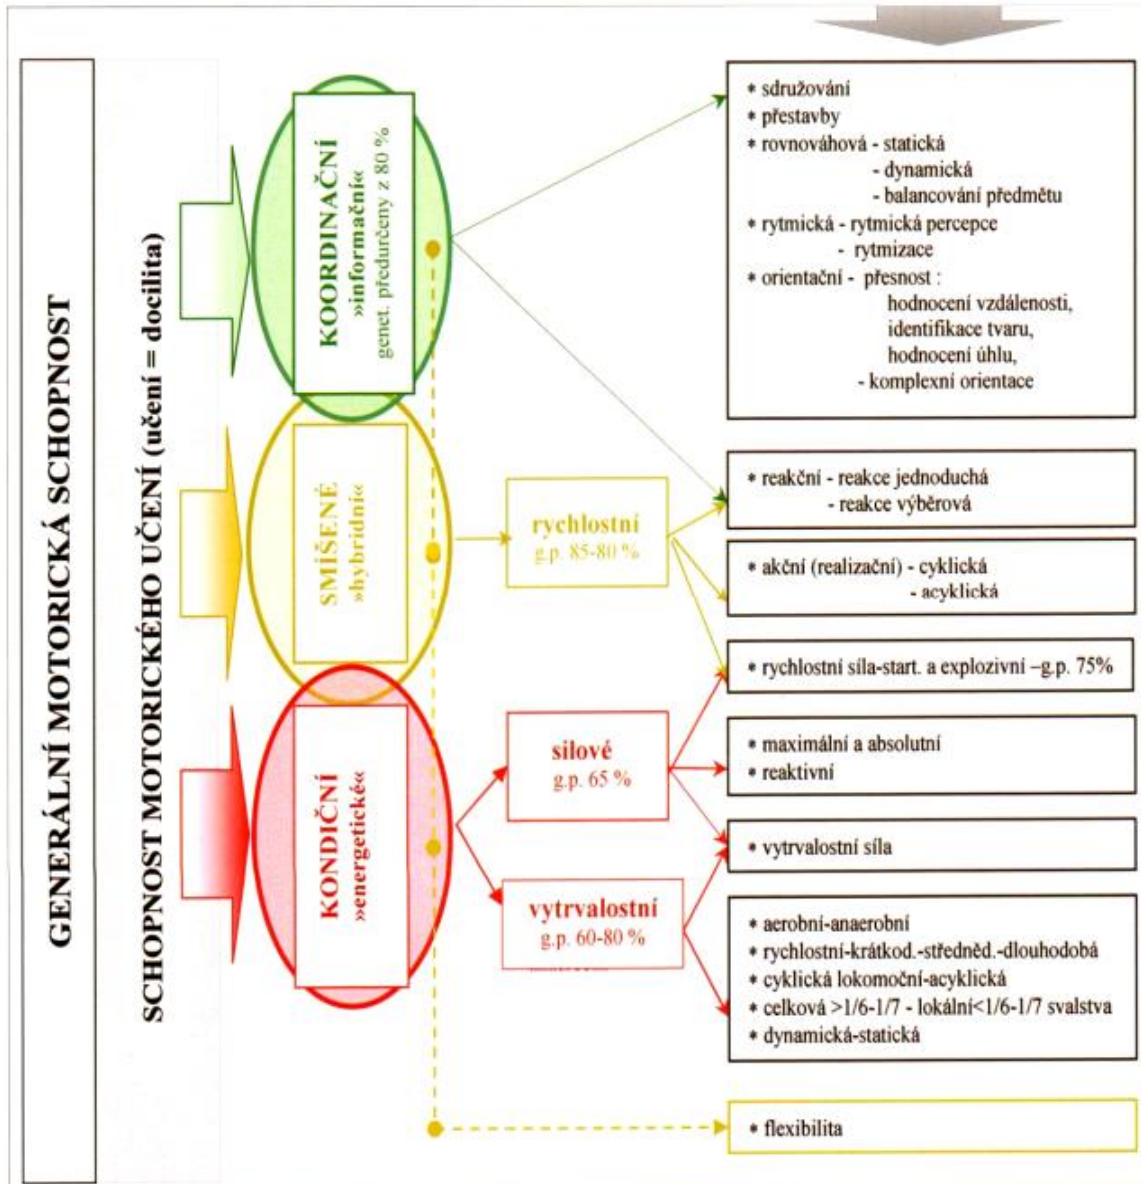 GENERÁLNÍ MOTORICKÁ SCHOPNOST
SCHOPNOST MOTORICKÉHO UČENÍ (učení = docilita)
KOORDINAČNÍ
»informační«
genet. předurčeny z 80 %
SMÍŠENÉ
»hybridní«
KONDIČNÍ
»energetické«
rychlostní
g.p. 85-80 %
silové
g.p. 65 %
vytrvalostní
g.p. 60-80 %
* sdružování
* přestavby
* rovnováhová - statická
- dynamická
- balancování předmětu
* rytmická - rytmická percepce
- rytmizace
* orientační - přesnost :
hodnocení vzdálenosti,
identifikace tvaru,
hodnocení úhlu,
- komplexní orientace
* reakční - reakce jednoduchá
- reakce výběrová
* akční (realizační) - cyklická
- acyklická
* rychlostní síla-start. a explozivní –g.p. 75%
* maximální a absolutní
* reaktivní
* vytrvalostní síla
* aerobní-anaerobní
* rychlostní-krátkod.-středněd.-dlouhodobá
* cyklická lokomoční-acyklická
* celková >1/6-1/7 - lokální<1/6-1/7 svalstva
* dynamická-statická
* flexibilita